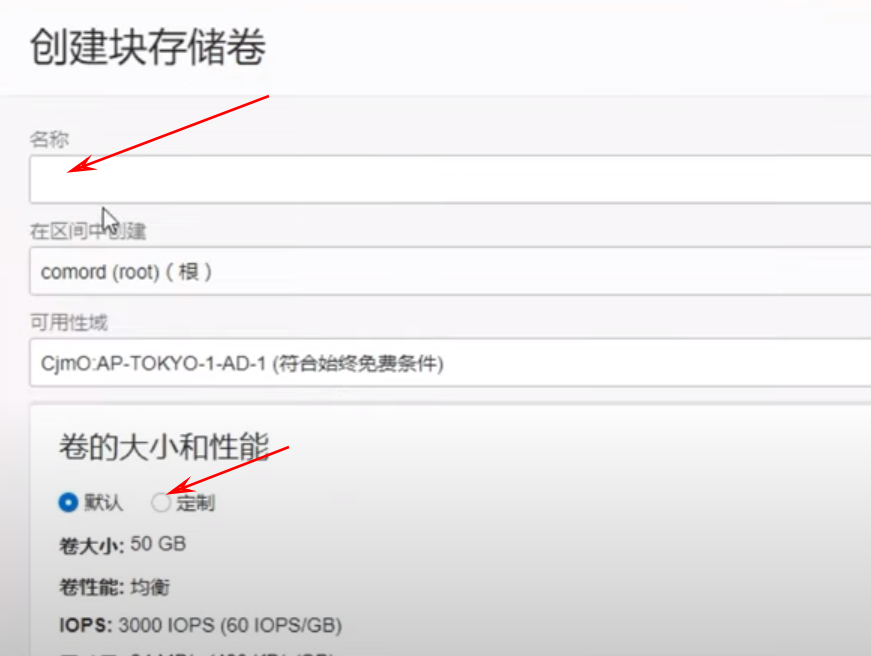 创建块存储卷
名称
在区间中创建
comord (root) ( 根 )
可用性域
CjmO:AP-TOKYO-1-AD-1 (符合始终免费条件)
卷的大小和性能
默认 定制
卷大小: 50 GB
卷性能: 均衡
IOPS: 3000 IOPS (60 IOPS/GB)